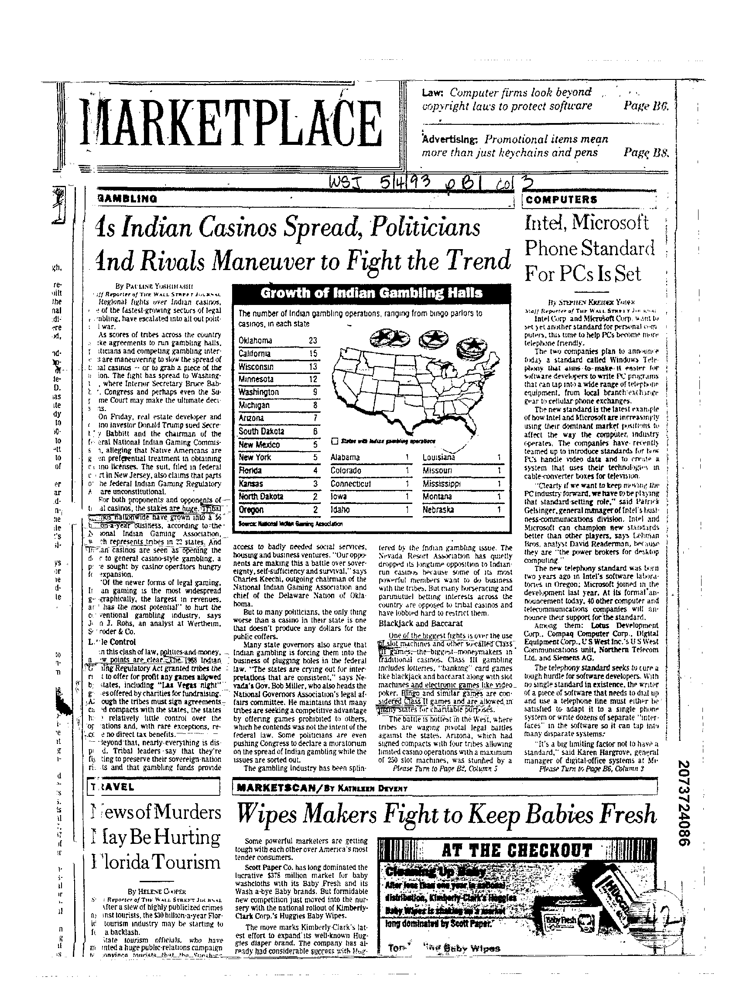 MARKETPLACE
Law: Computer firms look beyond
copyright laws to protect software Page B6.
Advertising: Promotional items mean
more than just keychains and pens Page B8.
WSJ 5/4/93 p B1 col 3
GAMBLING
As Indian Casinos Spread, Politicians
And Rivals Maneuver to Fight the Trend
By PAULINE YOSHIHASHI
Staff Reporter of THE WALL STREET JOURNAL
Regional fights over Indian casinos,
of the fastest-growing sectors of legal
gambling, have escalated into all out political
war.
As scores of tribes across the country
agreements to run gambling halls,
politicians and competing gambling interests
are maneuvering to slow the spread of
casinos – or to grab a piece of the
action. The fight has spread to Washington,
where Interior Secretary Bruce Babbitt,
Congress and perhaps even the Supreme
Court may make the ultimate decisions.
On Friday, real estate developer and
casino investor Donald Trump sued Secretary
Babbitt and the chairman of the
federal National Indian Gaming Commission,
alleging that Native Americans are
given preferential treatment in obtaining
casino licenses. The suit, filed in federal
court in New Jersey, also claims that parts
of the federal Indian Gaming Regulatory
Act are unconstitutional.
For both proponents and opponents of
tribal casinos, the stakes are huge. Tribal
casinos nationwide have grown into a $6
billion-a-year business, according to the
National Indian Gaming Association,
which represents tribes in 22 states. And
Indian casinos are seen as opening the
door to general casino-style gambling, a
sought by casino operators hungry
for expansion.
"Of the newer forms of legal gaming,
Indian gaming is the most widespread
geographically, the largest in revenues,
and has the most potential" to hurt the
conventional gambling industry, says
J. Rohs, an analyst at Wertheim,
Schroder & Co.
Little Control
In this clash of law, politics and money,
few points are clear. The 1988 Indian
Gaming Regulatory Act granted tribes the
right to offer for profit any games allowed
by states, including "Las Vegas night"
games offered by charities for fundraising.
Although the tribes must sign agreements
and compacts with the states, the states
have relatively little control over the
operations and, with rare exceptions, receive
no direct tax benefits.
Beyond that, nearly everything is disputed.
Tribal leaders say that they're
fighting to preserve their sovereign-nation
status and that gambling funds provide
Growth of Indian Gambling Halls
The number of Indian gambling operations, ranging from bingo parlors to
casinos, in each state
Oklahoma 23
California 15
Wisconsin 13
Minnesota 12
Washington 9
Michigan 8
Arizona 7
South Dakota 6
New Mexico 5
New York 5
Florida 4
Kansas 3
North Dakota 2
Oregon 2
States with Indian gambling operations
Alabama 1
Colorado 1
Connecticut 1
Iowa 1
Idaho 1
Louisiana 1
Missouri 1
Mississippi 1
Montana 1
Nebraska 1
Source: National Indian Gaming Association
access to badly needed social services,
housing and business ventures. "Our opponents
are making this a battle over sovereignty,
self-sufficiency and survival," says
Charles Keechi, outgoing chairman of the
National Indian Gaming Association and
chief of the Delaware Nation of Oklahoma.
But to many politicians, the only thing
worse than a casino in their state is one
that doesn't produce any dollars for the
public coffers.
Many state governors also argue that
Indian gambling is forcing them into the
business of plugging holes in the federal
law. "The states are crying out for interpretations
that are consistent," says Nevada's
Gov. Bob Miller, who also heads the
National Governors Association's legal affairs
committee. He maintains that many
tribes are seeking a competitive advantage
by offering games prohibited to others,
which he contends was not the intent of the
federal law. Some politicians are even
pushing Congress to declare a moratorium
on the spread of Indian gambling while the
issues are sorted out.
The gambling industry has been splintered
by the Indian gambling issue. The
Nevada Resort Association has quietly
dropped its longtime opposition to Indian-run
casinos because some of its most
powerful members want to do business
with the tribes. But many horseracing and
parimutuel betting interests across the
country are opposed to tribal casinos and
have lobbied hard to restrict them.
Blackjack and Baccarat
One of the biggest fights is over the use
of slot machines and other so-called Class
III games, the biggest-moneymakers in
traditional casinos. Class III gambling
includes lotteries, "banking" card games
like blackjack and baccarat along with slot
machines and electronic games like video
poker. Bingo and similar games are considered
Class II games and are allowed in
many states for charitable purposes.
The battle is hottest in the West, where
tribes are waging pivotal legal battles
against the states. Arizona, which had
signed compacts with four tribes allowing
limited casino operations with a maximum
of 250 slot machines, was stunned by a
Please Turn to Page B2, Column 5
COMPUTERS
Intel, Microsoft
Phone Standard
For PCs Is Set
By STEPHEN KREIDER YODER
Staff Reporter of THE WALL STREET JOURNAL
Intel Corp. and Microsoft Corp. want to
set yet another standard for personal computers,
this time to help PCs become more
telephone friendly.
The two companies plan to announce
today a standard called Windows Telephony
that aims to make it easier for
software developers to write PC programs
that can tap into a wide range of telephone
equipment, from local branch exchange
gear to cellular phone exchanges.
The new standard is the latest example
of how Intel and Microsoft are increasingly
using their dominant market positions to
affect the way the computer industry
operates. The companies have recently
teamed up to introduce standards for how
PCs handle video data and to create a
system that uses their technologies in
cable-converter boxes for television.
"Clearly if we want to keep moving the
PC industry forward, we have to be playing
that standard-setting role," said Patrick
Gelsinger, general manager of Intel's business-communications
division. Intel and
Microsoft can champion new standards
better than other players, says Lehman
Bros. analyst David Readerman, because
they are "the power brokers for desktop
computing."
The new telephony standard was born
two years ago in Intel's software laboratories
in Oregon; Microsoft joined in the
development last year. At its formal announcement
today, 40 other computer and
telecommunications companies will announce
their support for the standard.
Among them: Lotus Development
Corp., Compaq Computer Corp., Digital
Equipment Corp., U S West Inc.'s U S West
Communications unit, Northern Telecom
Ltd. and Siemens AG.
The telephony standard seeks to cure a
tough hurdle for software developers. With
no single standard in existence, the writer
of a piece of software that needs to dial up
and use a telephone line must either be
satisfied to adapt it to a single phone
system or write dozens of separate "interfaces"
in the software so it can tap into
many disparate systems.
"It's a big limiting factor not to have a
standard," said Karen Hargrove, general
manager of digital-office systems at Mi-
Please Turn to Page B6, Column 2
2073724086
TRAVEL
News of Murders
May Be Hurting
Florida Tourism
By HELENE COOPER
Staff Reporter of THE WALL STREET JOURNAL
After a slew of highly publicized crimes
against tourists, the $30 billion-a-year Florida
tourism industry may be starting to
feel a backlash.
State tourism officials, who have
mounted a huge public-relations campaign
MARKETSCAN/By KATHLEEN DEVENY
Wipes Makers Fight to Keep Babies Fresh
Some powerful marketers are getting
tough with each other over America's most
tender consumers.
Scott Paper Co. has long dominated the
lucrative $378 million market for baby
washcloths with its Baby Fresh and its
Wash a-bye Baby brands. But formidable
new competition just moved into the nursery
with the national rollout of Kimberly-Clark
Corp.'s Huggies Baby Wipes.
The move marks Kimberly-Clark's latest
effort to expand its well-known Huggies
diaper brand. The company has already
had considerable success with Hug-
AT THE CHECKOUT
Cleaning Up Baby
After less than one year in national
distribution, Kimberly-Clark's Huggies
Baby Wipes is shaking up a market
long dominated by Scott Paper.
Baby Fresh
HUGGIES
42
Baby Wipes